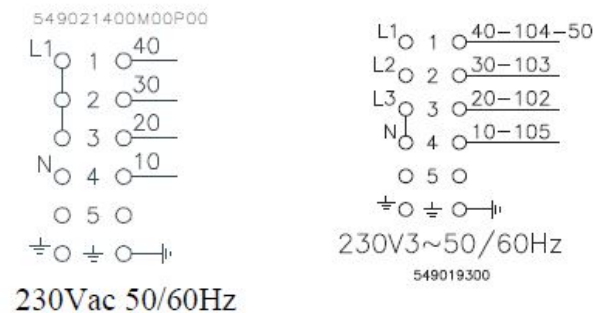 549021400M00P00
L1 1 40
2 30
3 20
N 4 10
5
230Vac 50/60Hz
L1 1 40-104-50
L2 2 30-103
L3 3 20-102
N 4 10-105
5
230V3~50/60Hz
549019300